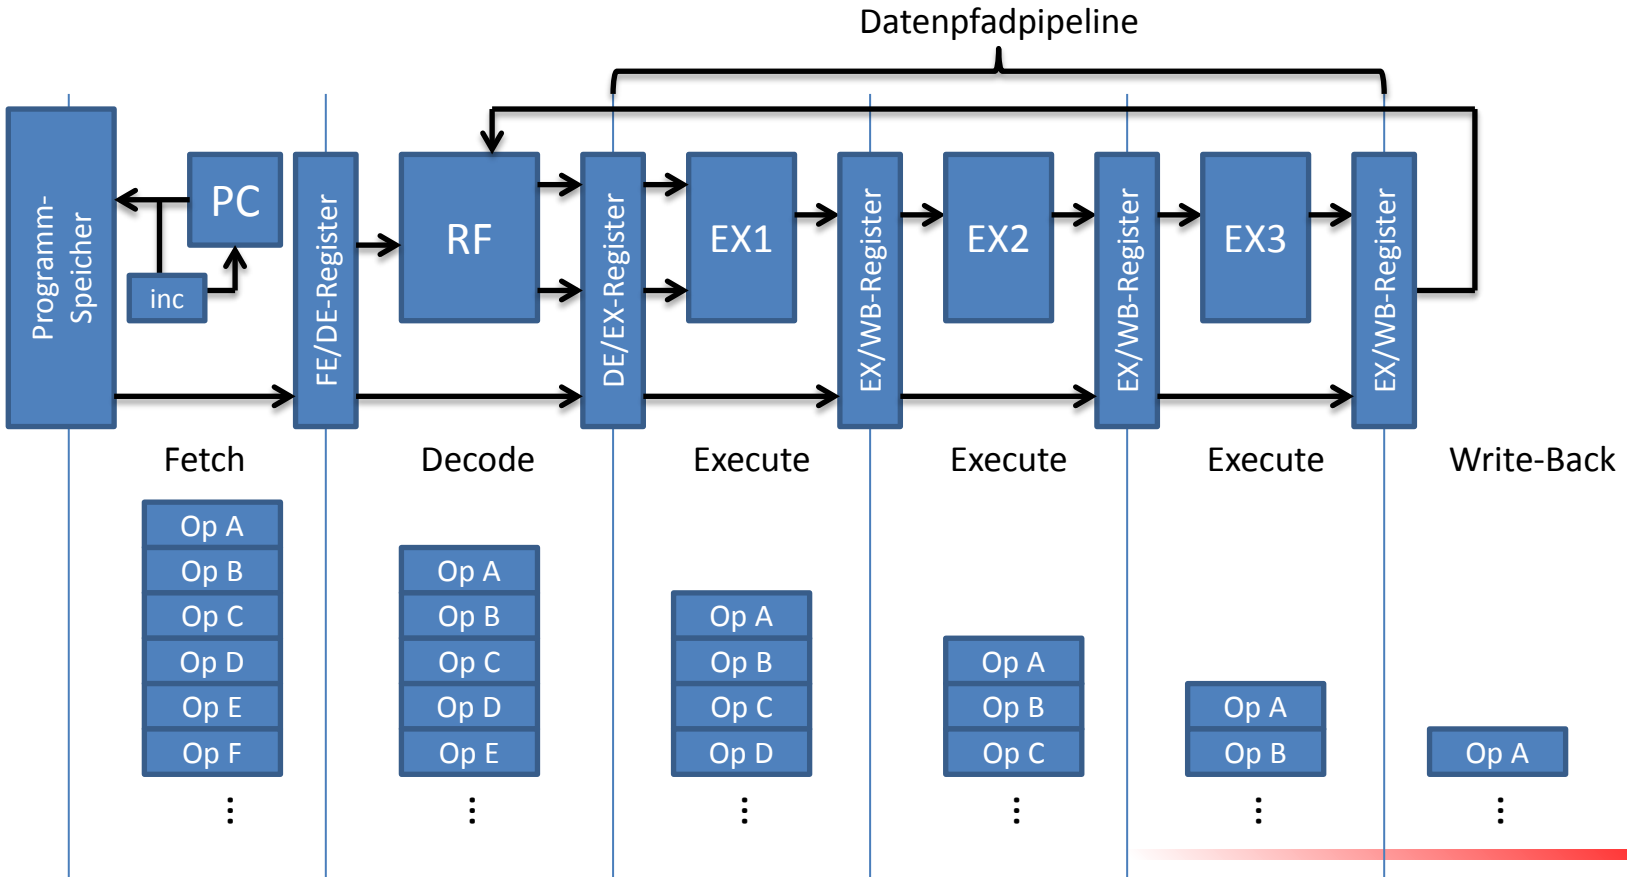 Datenpfadpipeline
Programm-
Speicher
PC
inc
FE/DE-Register
RF
DE/EX-Register
EX1
EX/WB-Register
EX2
EX/WB-Register
EX3
EX/WB-Register
Fetch
Decode
Execute
Execute
Execute
Write-Back
Op A
Op B
Op C
Op D
Op E
Op F
⋮
Op A
Op B
Op C
Op D
Op E
⋮
Op A
Op B
Op C
Op D
⋮
Op A
Op B
Op C
⋮
Op A
Op B
⋮
Op A
⋮